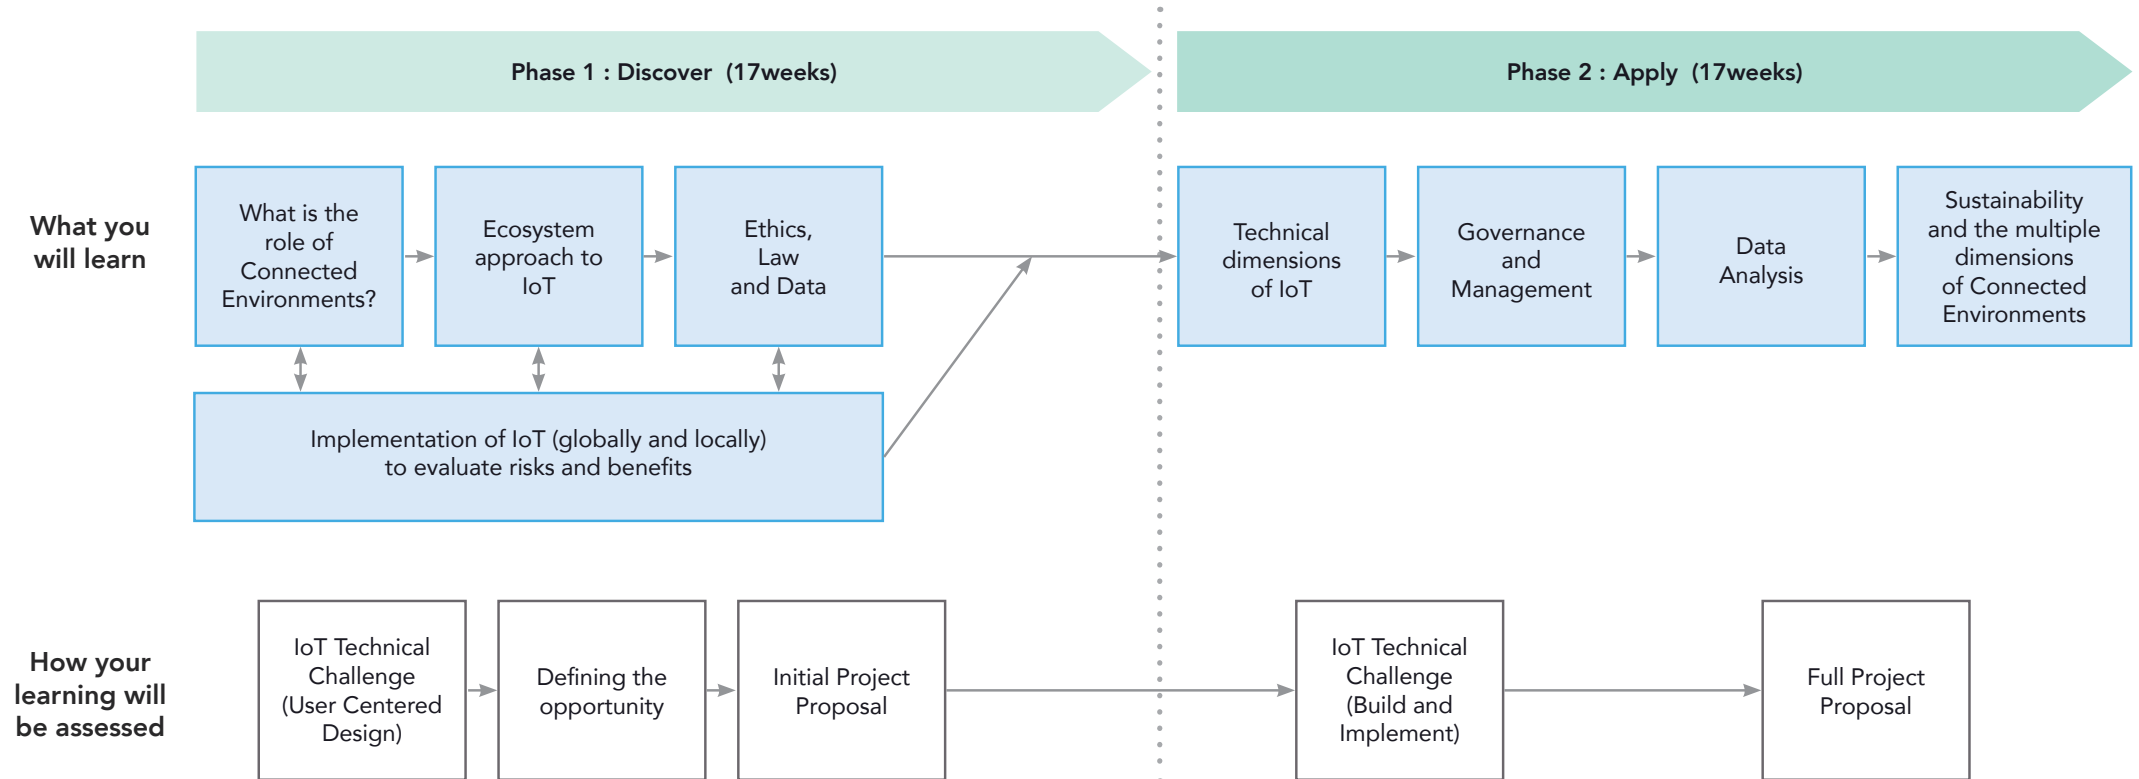 Phase 1 : Discover (17weeks)
Phase 2 : Apply (17weeks)
What you
will learn
What is the
role of
Connected
Environments?
Ecosystem
approach to
IoT
Ethics,
Law
and Data
Technical
dimensions
of IoT
Governance
and
Management
Data
Analysis
Sustainability
and the multiple
dimensions
of Connected
Environments
Implementation of IoT (globally and locally)
to evaluate risks and benefits
How your
learning will
be assessed
IoT Technical
Challenge
(User Centered
Design)
Defining the
opportunity
Initial Project
Proposal
IoT Technical
Challenge
(Build and
Implement)
Full Project
Proposal